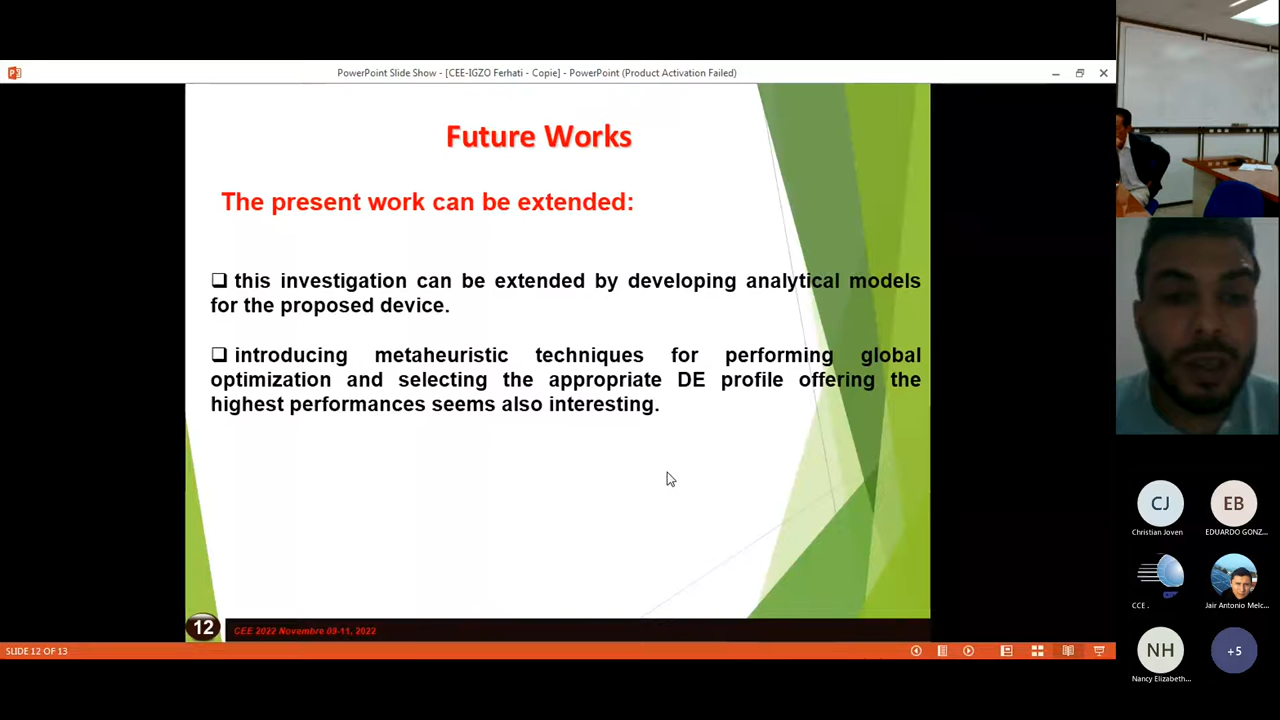 PowerPoint Slide Show - [CEE-IGZO Ferhati - Copie] - PowerPoint (Product Activation Failed)
Future Works
The present work can be extended:
❑ this investigation can be extended by developing analytical models
for the proposed device.
❑ introducing metaheuristic techniques for performing global
optimization and selecting the appropriate DE profile offering the
highest performances seems also interesting.
12
CEE 2022 Novembre 09-11, 2022
SLIDE 12 OF 13
CJ
Christian Joven
EB
EDUARDO GONZ...
CCE .
Jair Antonio Melc...
NH
Nancy Elizabeth...
+5